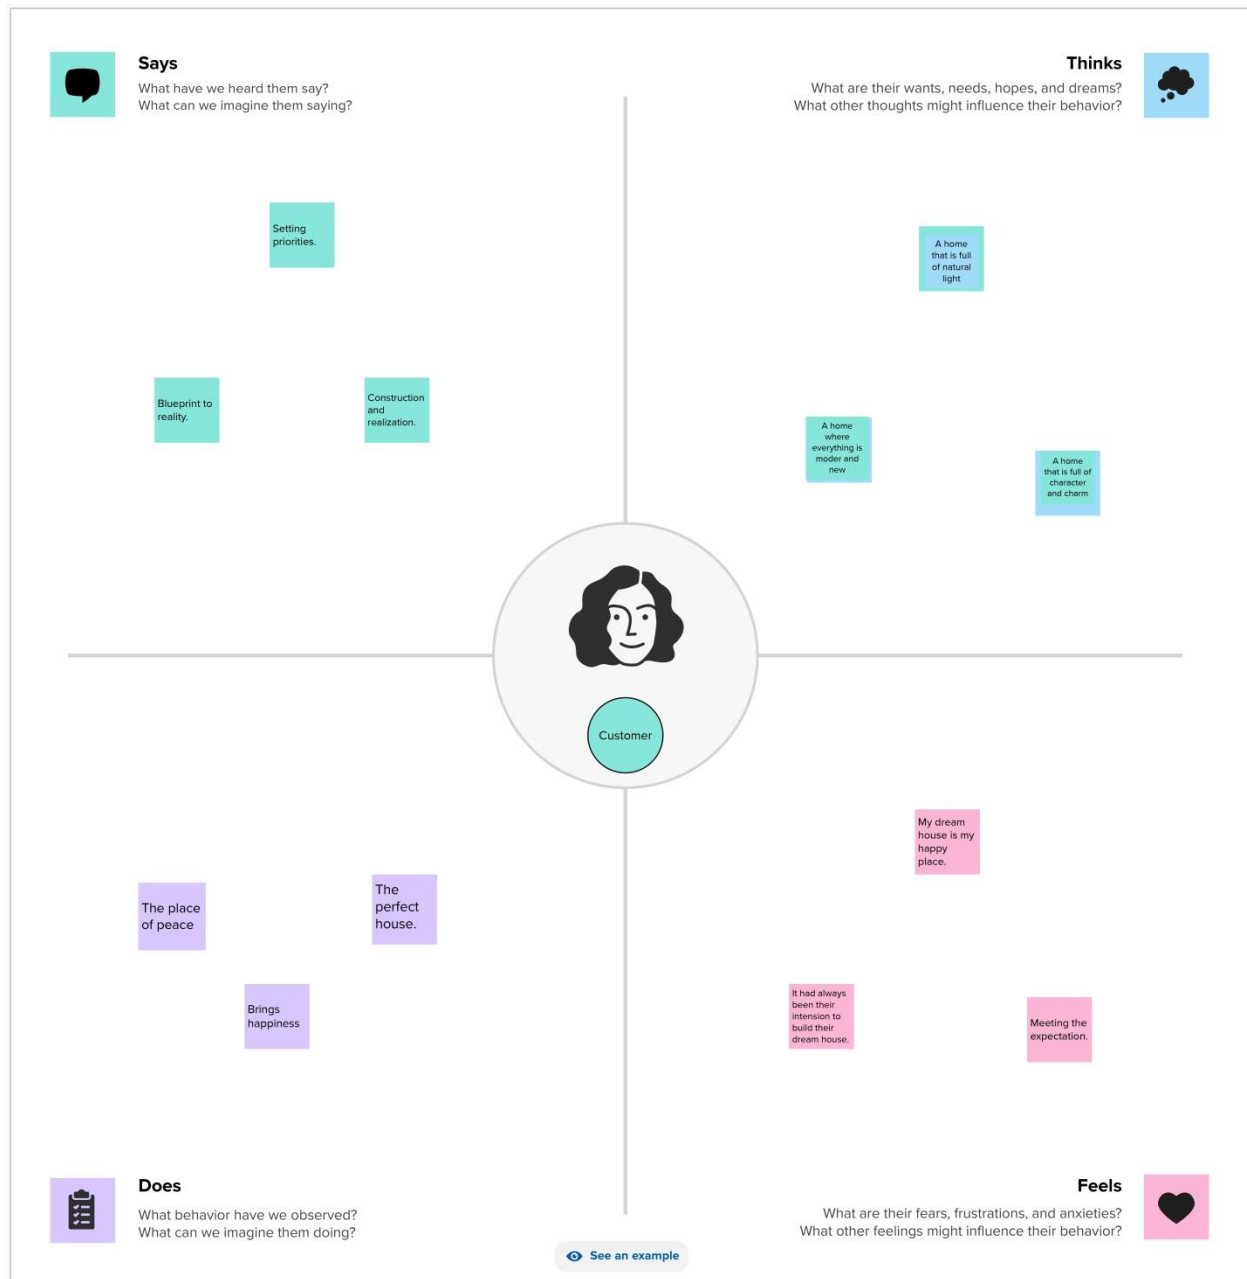 Says
What have we heard them say?
What can we imagine them saying?
Thinks
What are their wants, needs, hopes, and dreams?
What other thoughts might influence their behavior?
Setting
priorities.
Blueprint to
reality.
Construction
and
realization.
A home
that is full
of natural
light
A home
where
everything is
moder and
new
A home
that is full of
character
and charm
Customer
The place
of peace
The
perfect
house.
Brings
happiness
My dream
house is my
happy
place.
It had always
been their
intension to
build their
dream house.
Meeting the
expectation.
Does
What behavior have we observed?
What can we imagine them doing?
See an example
Feels
What are their fears, frustrations, and anxieties?
What other feelings might influence their behavior?